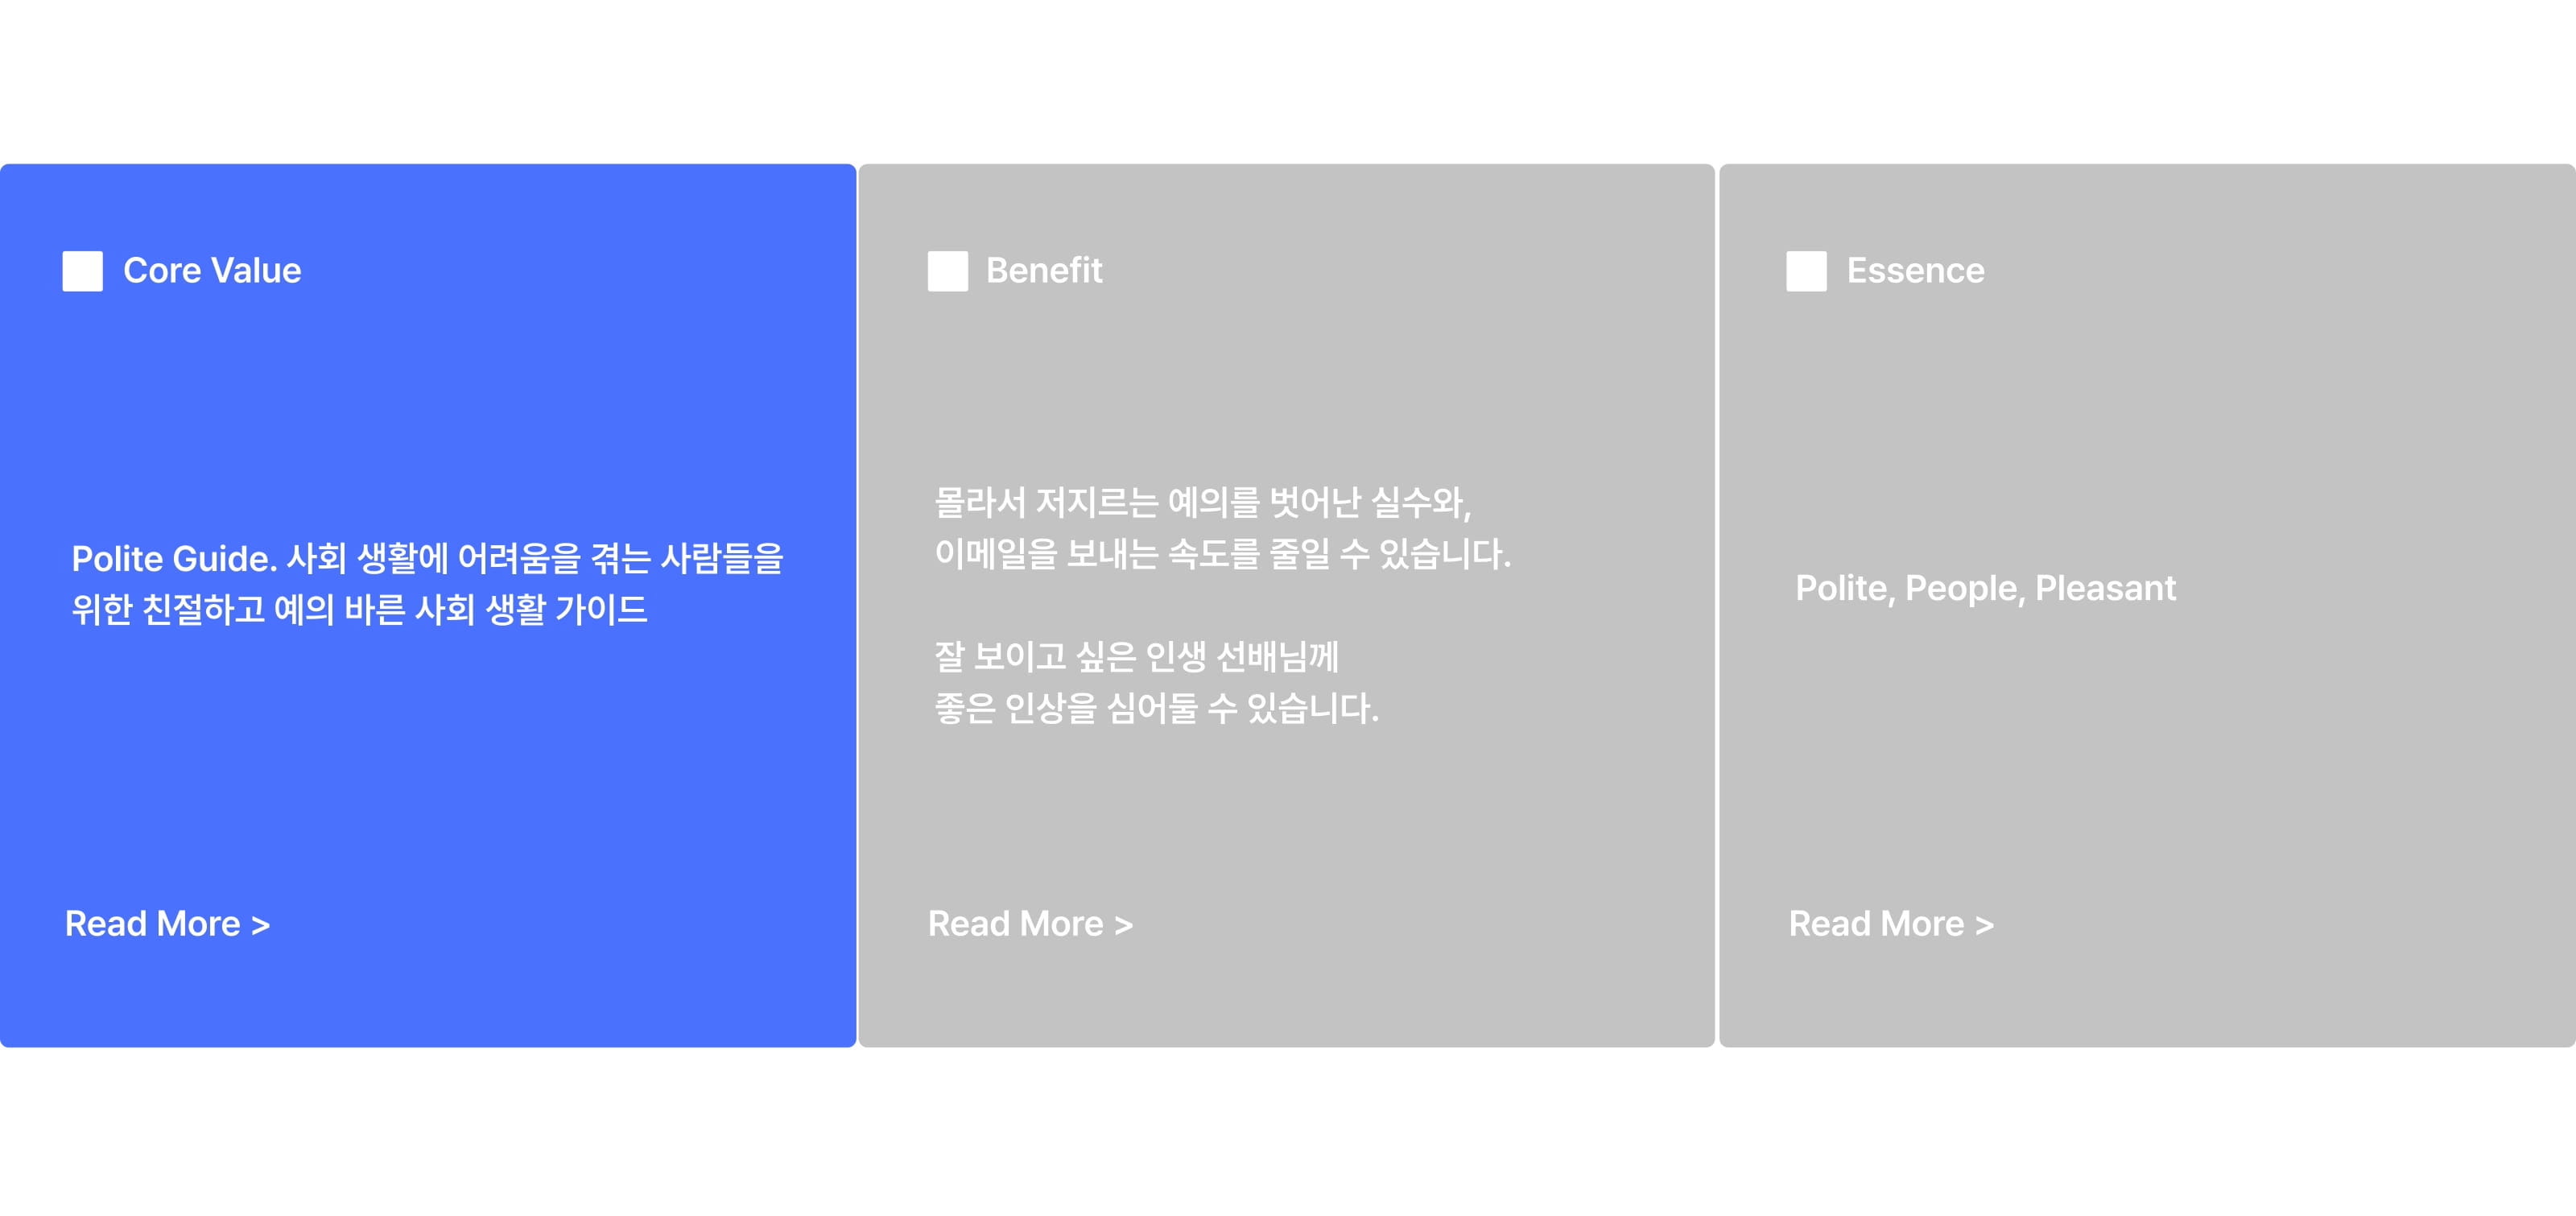 Core Value
Polite Guide. 사회 생활에 어려움을 겪는 사람들을
위한 친절하고 예의 바른 사회 생활 가이드
Read More >
Benefit
몰라서 저지르는 예의를 벗어난 실수와,
이메일을 보내는 속도를 줄일 수 있습니다.
잘 보이고 싶은 인생 선배님께
좋은 인상을 심어둘 수 있습니다.
Read More >
Essence
Polite, People, Pleasant
Read More >